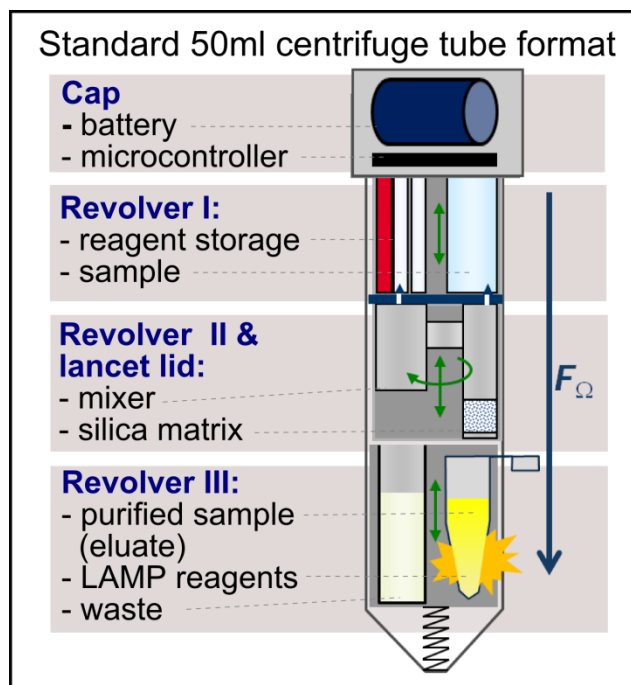 Standard 50ml centrifuge tube format
Cap
- battery
- microcontroller
Revolver I:
- reagent storage
- sample
Revolver II &
lancet lid:
- mixer
- silica matrix
FΩ
Revolver III:
- purified sample
(eluate)
- LAMP reagents
- waste